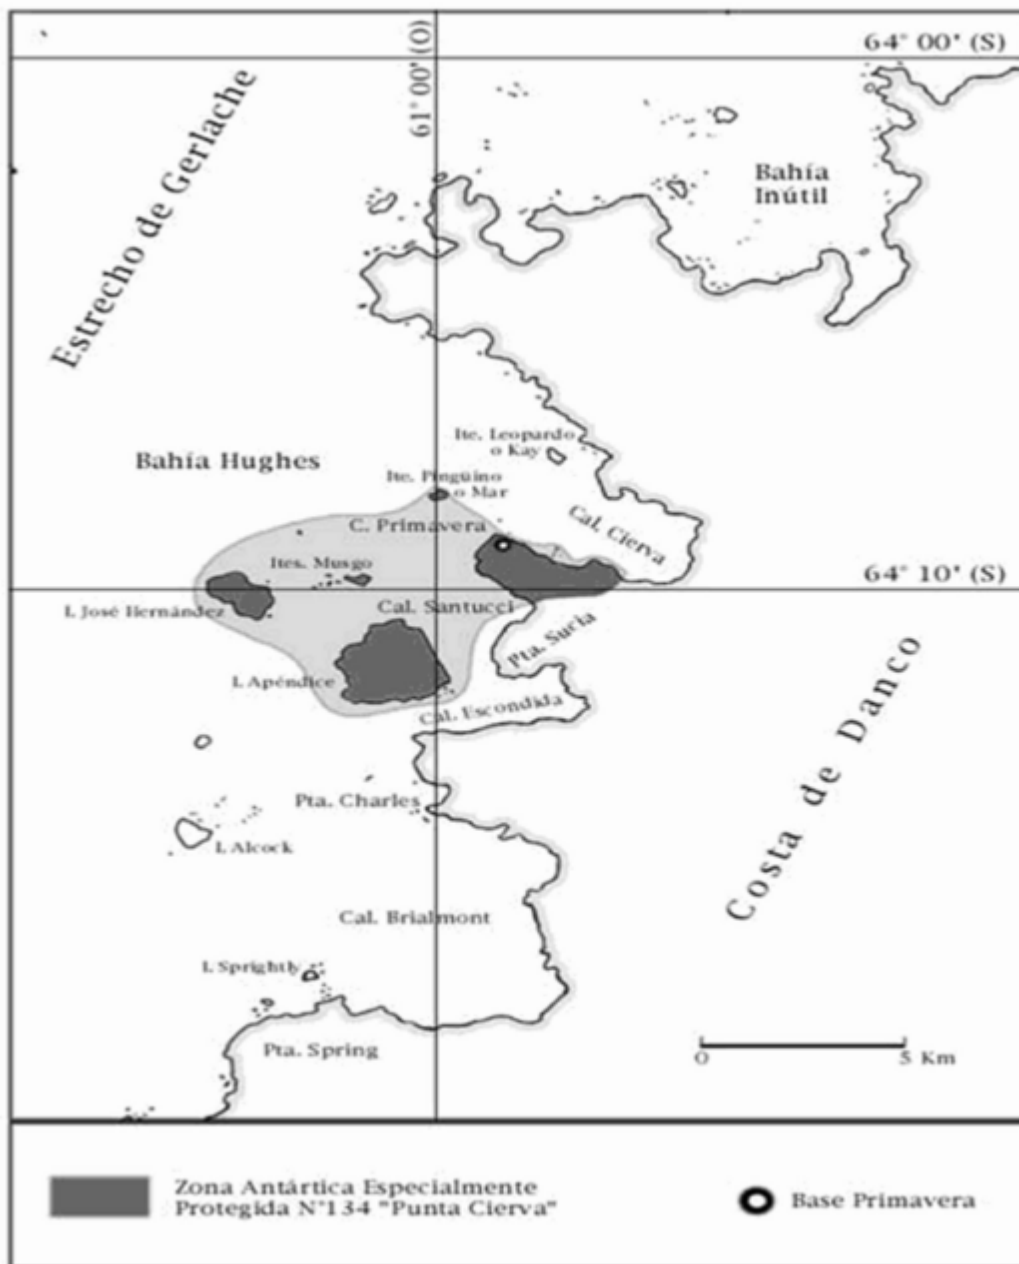 64° 00' (S)
61° 00' (O)
Estrecho de Gerlache
Bahía
Inútil
Ite. Leopardo
o Kay
Bahía Hughes
Ite. Pingüino
o Mar
C. Primavera
Cal. Cierva
Ites. Musgo
64° 10' (S)
I. José Hernández
Cal. Santucci
Pta. Sucia
I. Apéndice
Cal. Escondida
Costa de Danco
Pta. Charles
I. Alcock
Cal. Brialmont
I. Sprightly
Pta. Spring
0
5 Km
Zona Antártica Especialmente
Protegida N°134 "Punta Cierva"
Base Primavera